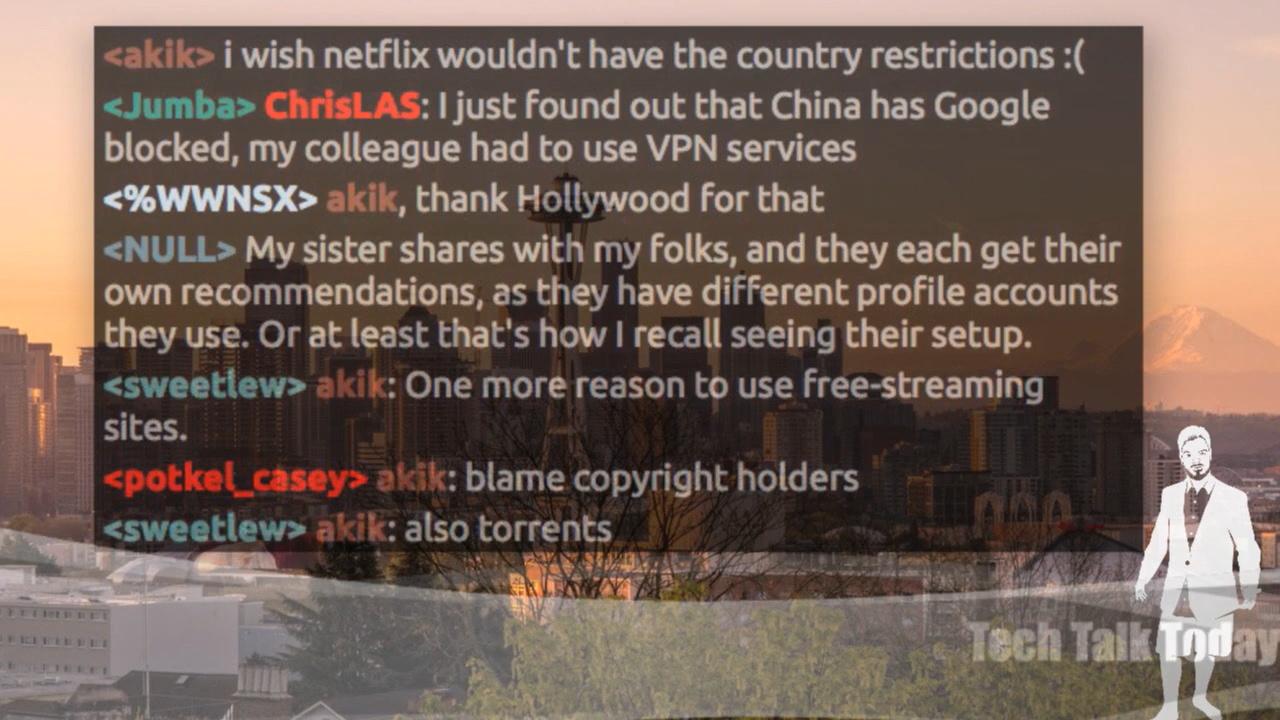 <akik> i wish netflix wouldn't have the country restrictions :(
<Jumba> ChrisLAS: I just found out that China has Google
blocked, my colleague had to use VPN services
<%WWNSX> akik, thank Hollywood for that
<NULL> My sister shares with my folks, and they each get their
own recommendations, as they have different profile accounts
they use. Or at least that's how I recall seeing their setup.
<sweetlew> akik: One more reason to use free-streaming
sites.
<potkel_casey> akik: blame copyright holders
<sweetlew> akik: also torrents
Tech Talk Today